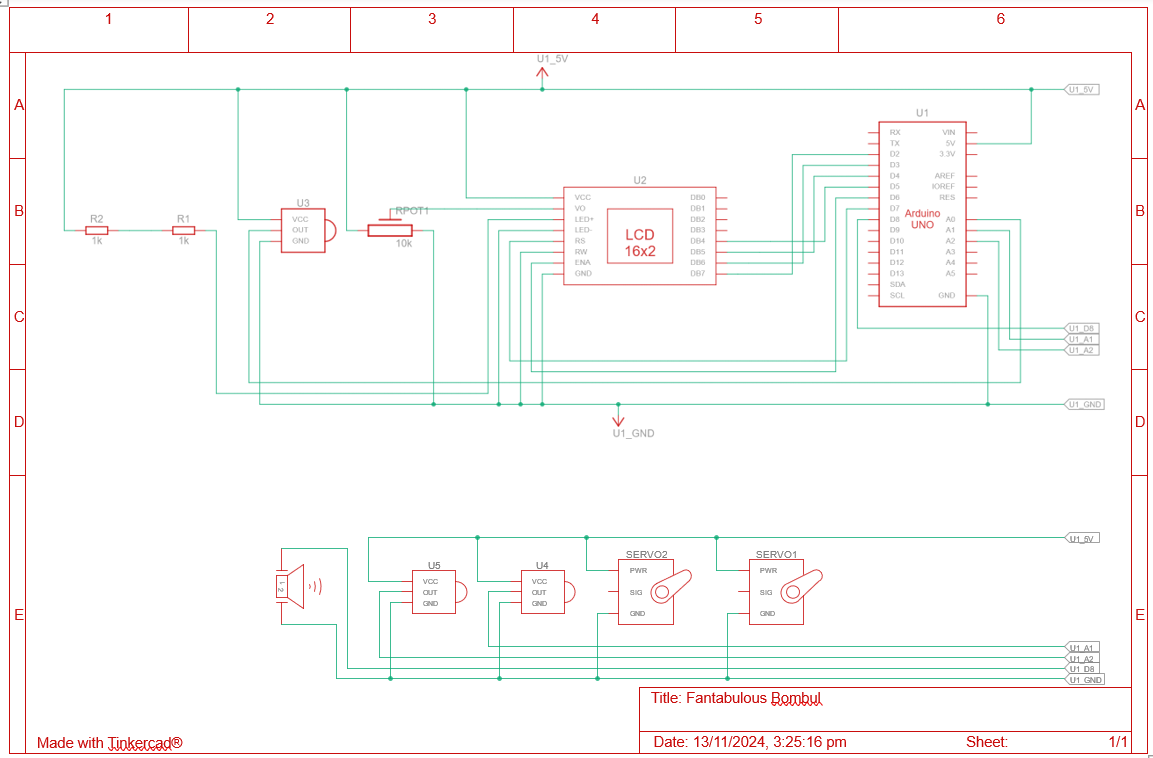 1 2 3 4 5 6
U1_5V
A U1_5V A
U1
RX VIN
TX 5V
D2 3.3V
D3
U2 D4 AREF
D5 IOREF
VCC DB0 D6 RES
U3 RPOT1 VO DB1 D7
B Arduino B
R2 R1 VCC LED+ DB2 D8 UNO A0
OUT LED- DB3 D9 A1
1k 1k GND 10k RS LCD DB4 D10 A2
RW 16x2 DB5 D11 A3
ENA DB6 D12 A4
GND DB7 D13 A5
SDA
SCL GND
C C
U1_D8
U1_A1
U1_A2
U1_GND
D D
U1_GND
U1_5V
SERVO2 SERVO1
U5 U4
PWR PWR
VCC VCC
L2 OUT OUT SIG SIG
GND GND
E GND GND E
U1_A1
U1_A2
U1_D8
U1_GND
Title: Fantabulous Bombul
Made with Tinkercad®
Date: 13/11/2024, 3:25:16 pm Sheet: 1/1